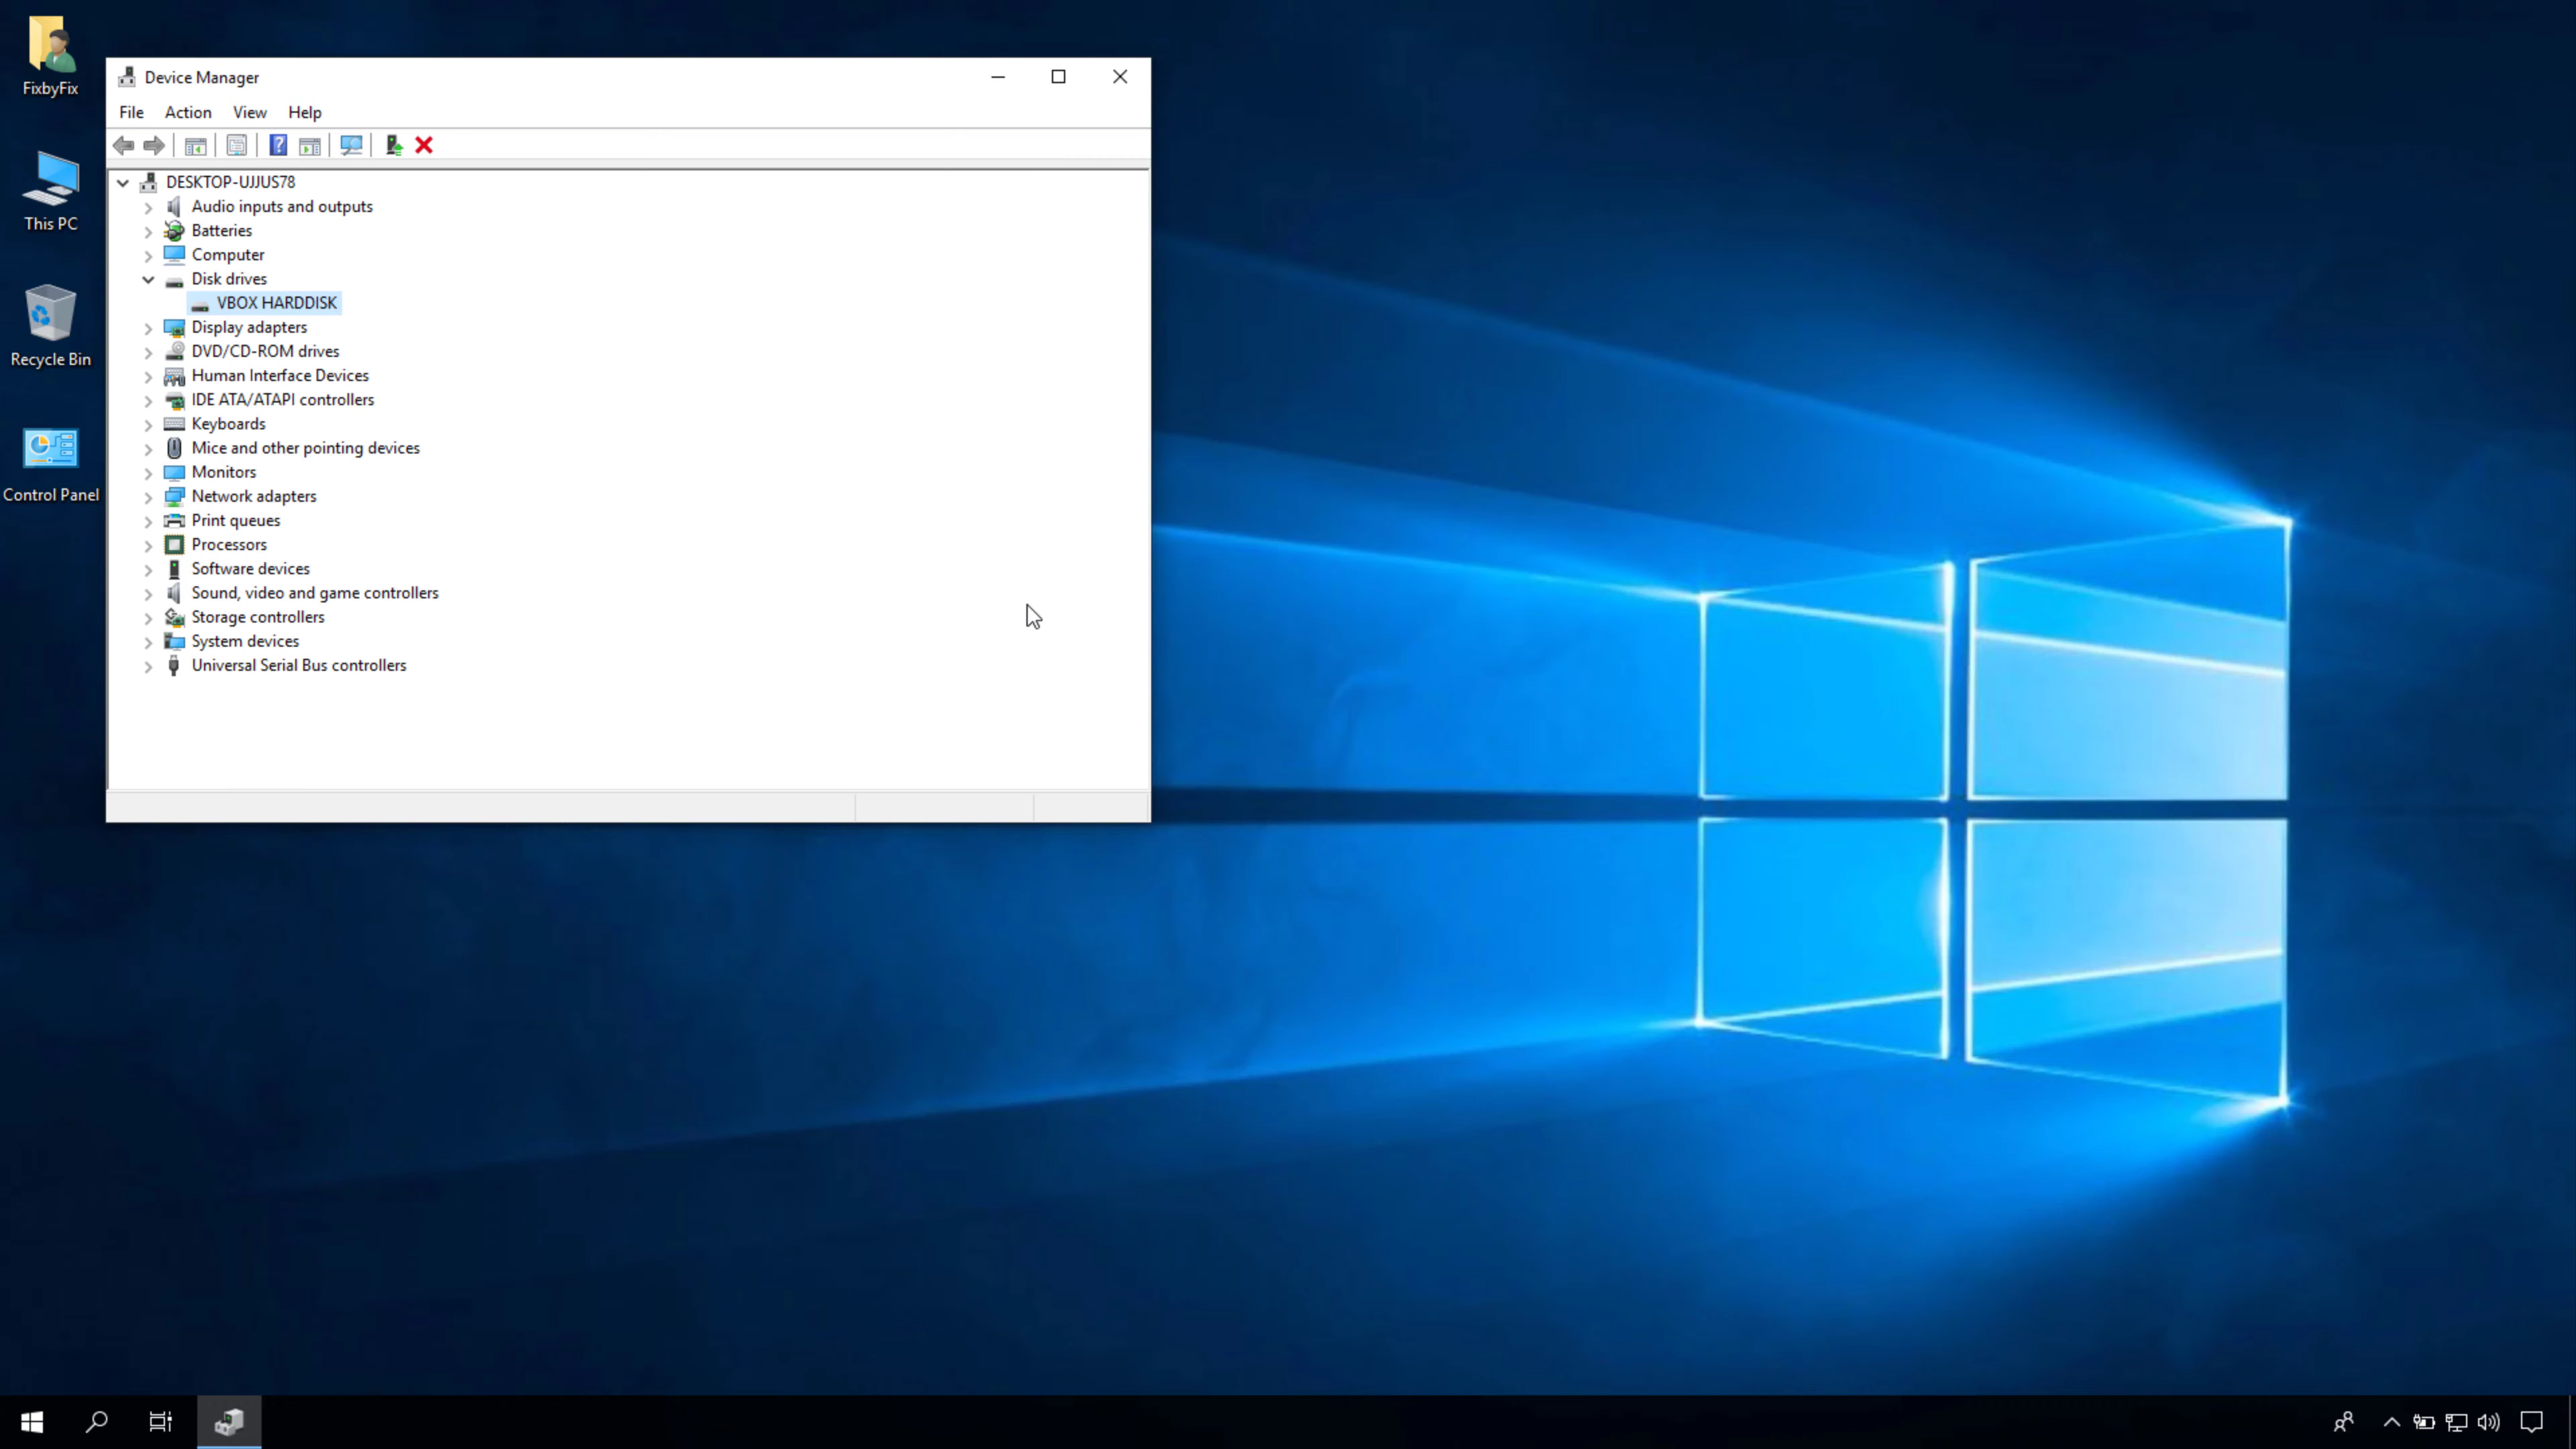 FixbyFix
This PC
Recycle Bin
Control Panel
Device Manager
File Action View Help
DESKTOP-UJJUS78
Audio inputs and outputs
Batteries
Computer
Disk drives
VBOX HARDDISK
Display adapters
DVD/CD-ROM drives
Human Interface Devices
IDE ATA/ATAPI controllers
Keyboards
Mice and other pointing devices
Monitors
Network adapters
Print queues
Processors
Software devices
Sound, video and game controllers
Storage controllers
System devices
Universal Serial Bus controllers